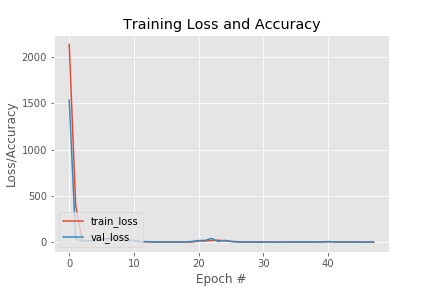 Training Loss and Accuracy
Loss/Accuracy
2000
1500
1000
500
0
train_loss
val_loss
0 10 20 30 40
Epoch #